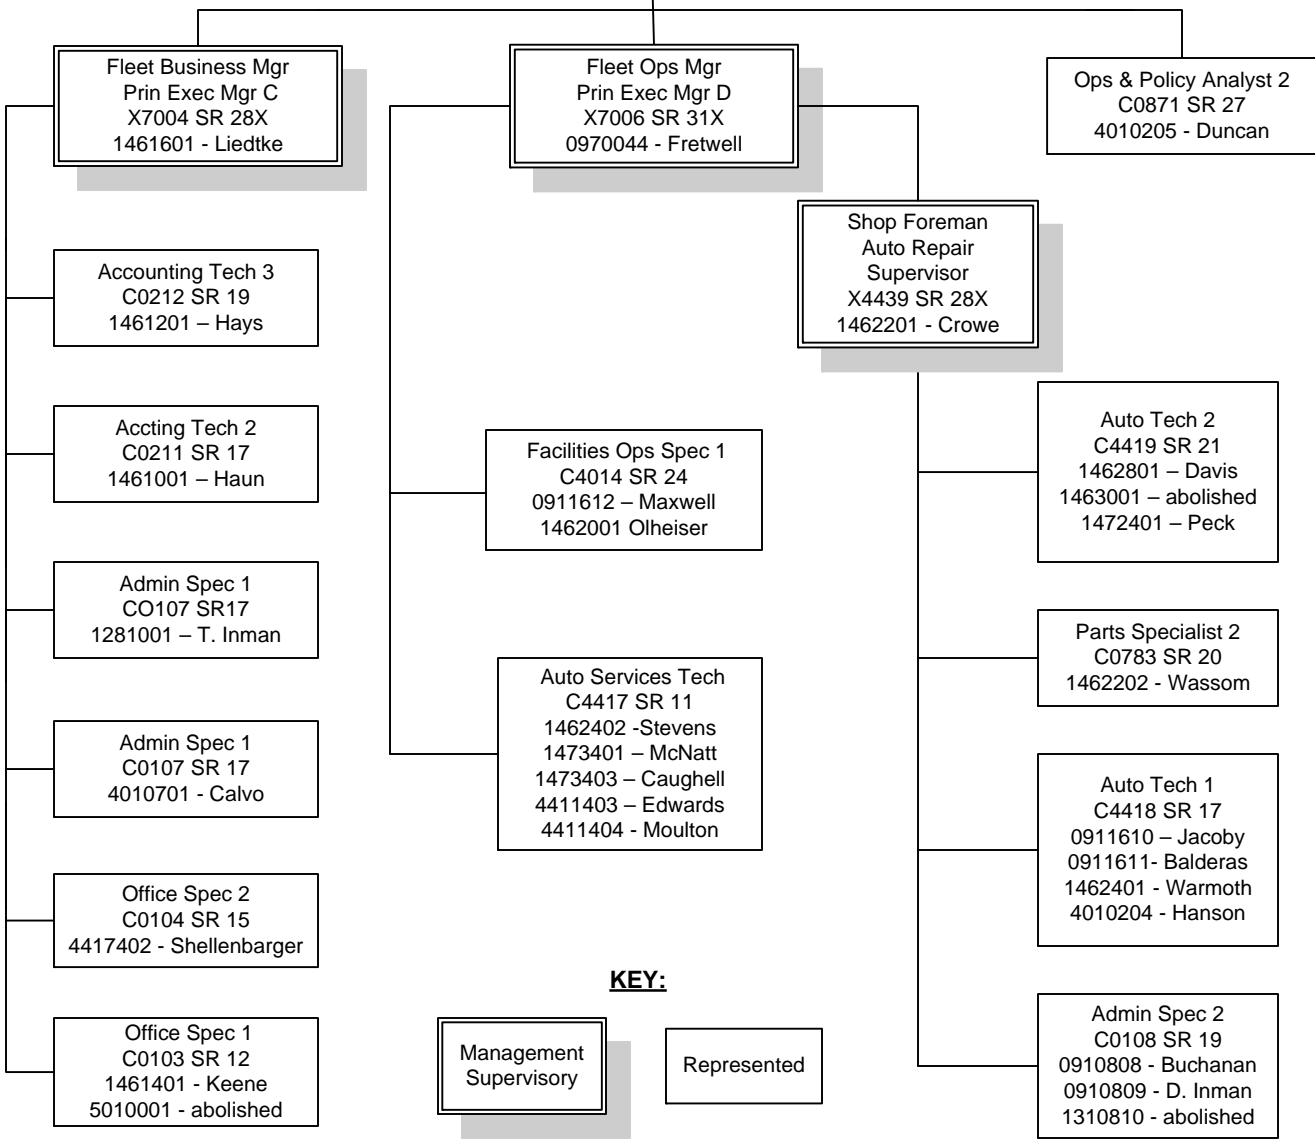 Fleet Business Mgr
Prin Exec Mgr C
X7004 SR 28X
1461601 - Liedtke
Fleet Ops Mgr
Prin Exec Mgr D
X7006 SR 31X
0970044 - Fretwell
Ops & Policy Analyst 2
C0871 SR 27
4010205 - Duncan
Shop Foreman
Auto Repair
Supervisor
X4439 SR 28X
1462201 - Crowe
Accounting Tech 3
C0212 SR 19
1461201 – Hays
Accting Tech 2
C0211 SR 17
1461001 – Haun
Admin Spec 1
CO107 SR17
1281001 – T. Inman
Admin Spec 1
C0107 SR 17
4010701 - Calvo
Office Spec 2
C0104 SR 15
4417402 - Shellenbarger
Office Spec 1
C0103 SR 12
1461401 - Keene
5010001 - abolished
Facilities Ops Spec 1
C4014 SR 24
0911612 – Maxwell
1462001 Olheiser
Auto Services Tech
C4417 SR 11
1462402 -Stevens
1473401 – McNatt
1473403 – Caughell
4411403 – Edwards
4411404 - Moulton
Auto Tech 2
C4419 SR 21
1462801 – Davis
1463001 – abolished
1472401 – Peck
Parts Specialist 2
C0783 SR 20
1462202 - Wassom
Auto Tech 1
C4418 SR 17
0911610 – Jacoby
0911611- Balderas
1462401 - Warmoth
4010204 - Hanson
Admin Spec 2
C0108 SR 19
0910808 - Buchanan
0910809 - D. Inman
1310810 - abolished
KEY:
Management
Supervisory
Represented